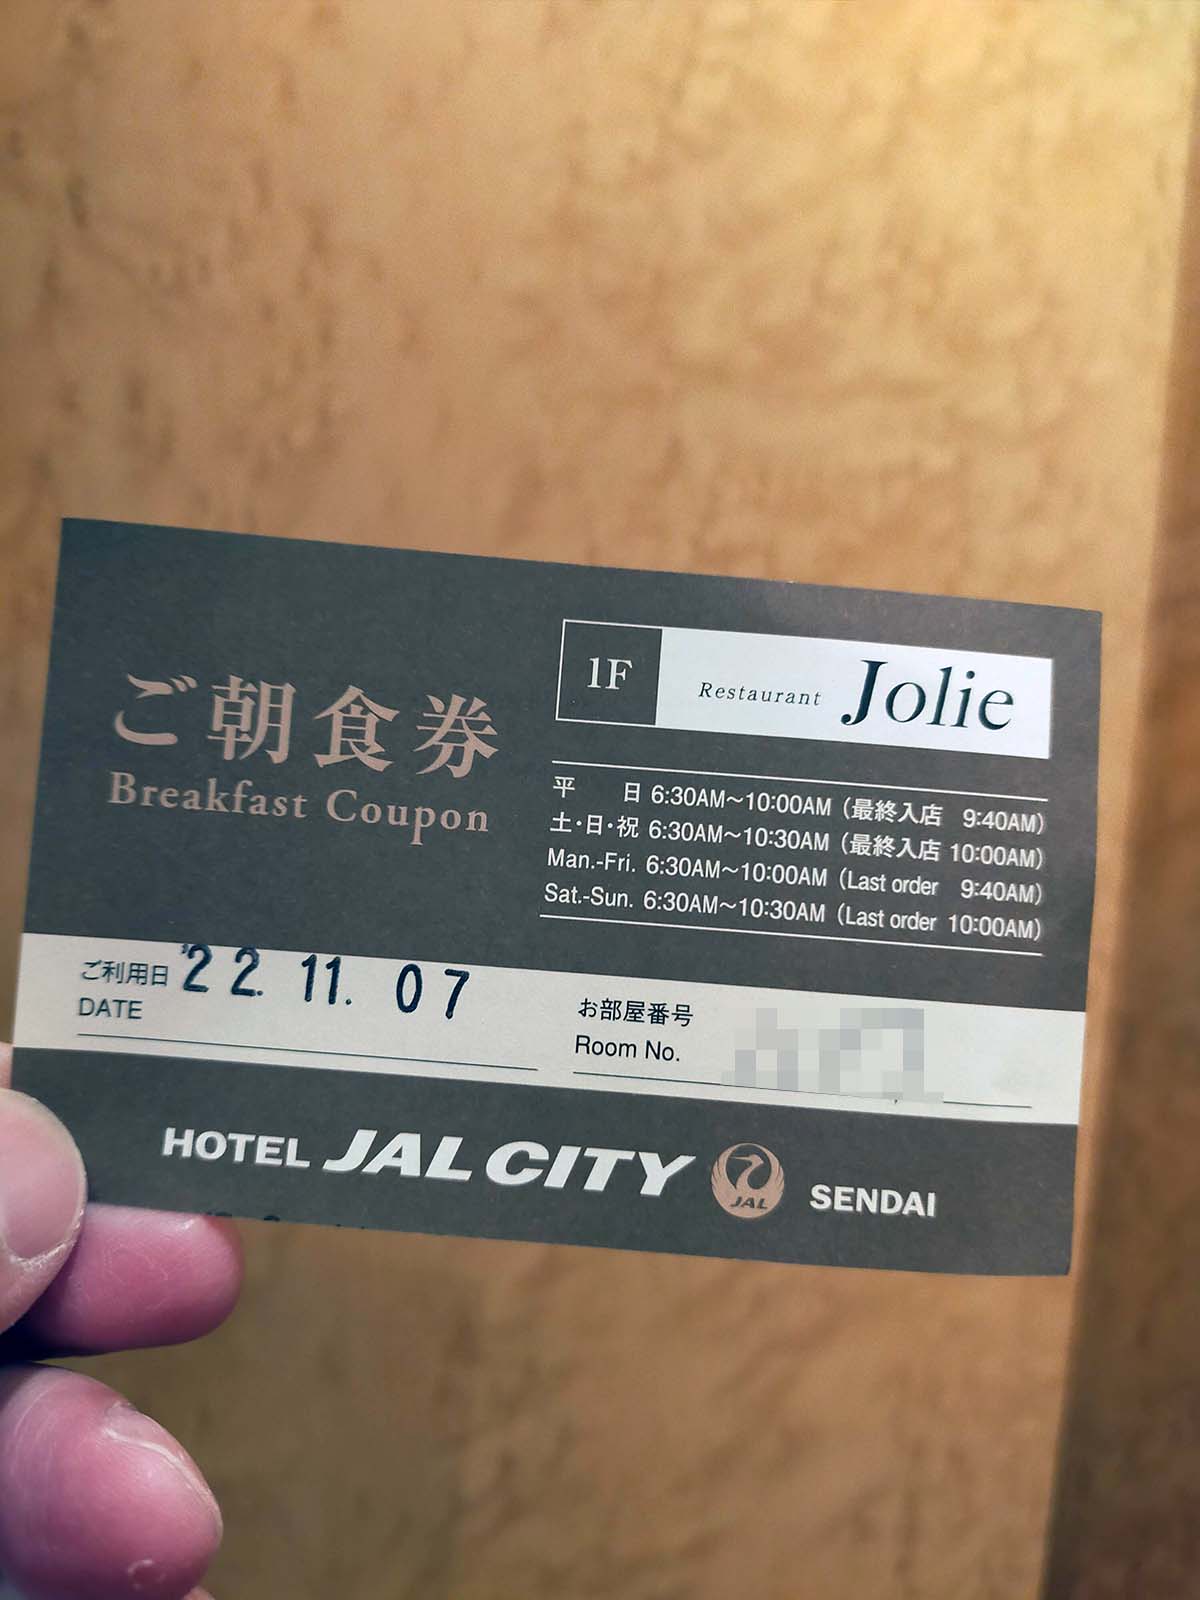 ご朝食券
Breakfast Coupon
1F Restaurant Jolie
平 日 6:30AM~10:00AM (最終入店 9:40AM)
土・日・祝 6:30AM~10:30AM (最終入店 10:00AM)
Man.-Fri. 6:30AM~10:00AM (Last order 9:40AM)
Sat.-Sun. 6:30AM~10:30AM (Last order 10:00AM)
ご利用日 '22. 11. 07
DATE
お部屋番号
Room No.
HOTEL JAL CITY JAL SENDAI